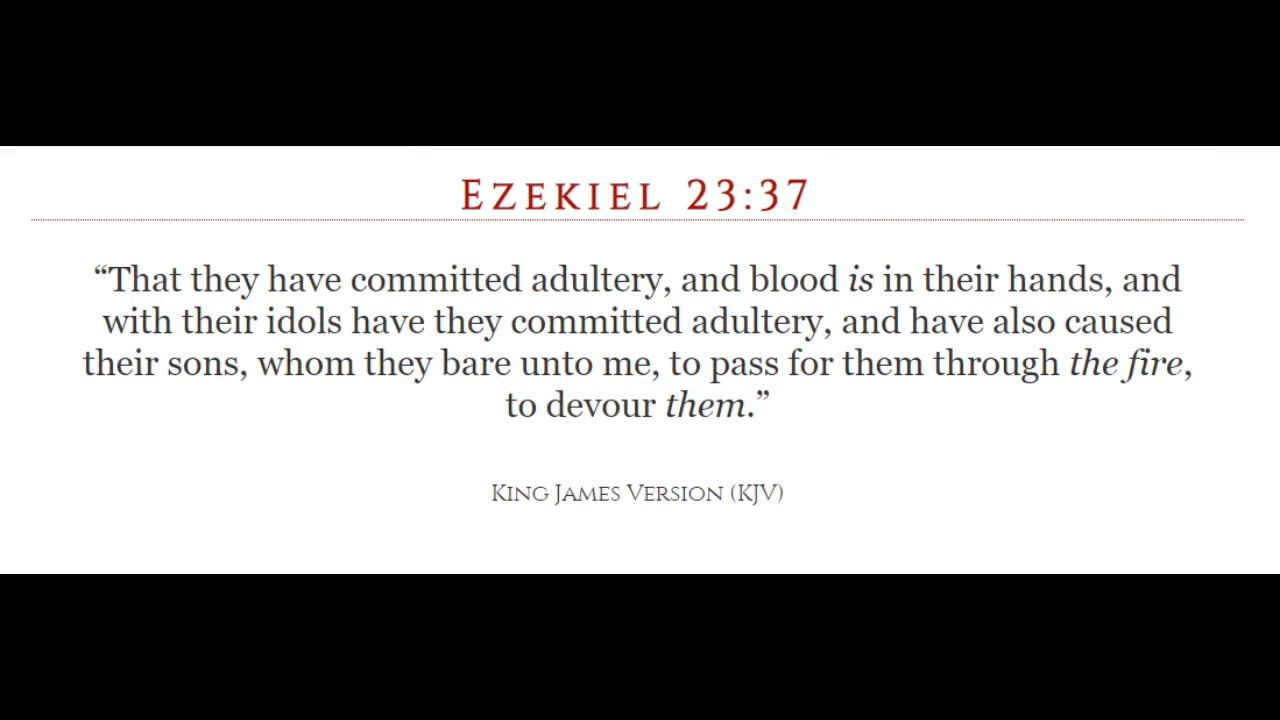 EZEKIEL 23:37
“That they have committed adultery, and blood is in their hands, and
with their idols have they committed adultery, and have also caused
their sons, whom they bare unto me, to pass for them through the fire,
to devour them.”
KING JAMES VERSION (KJV)